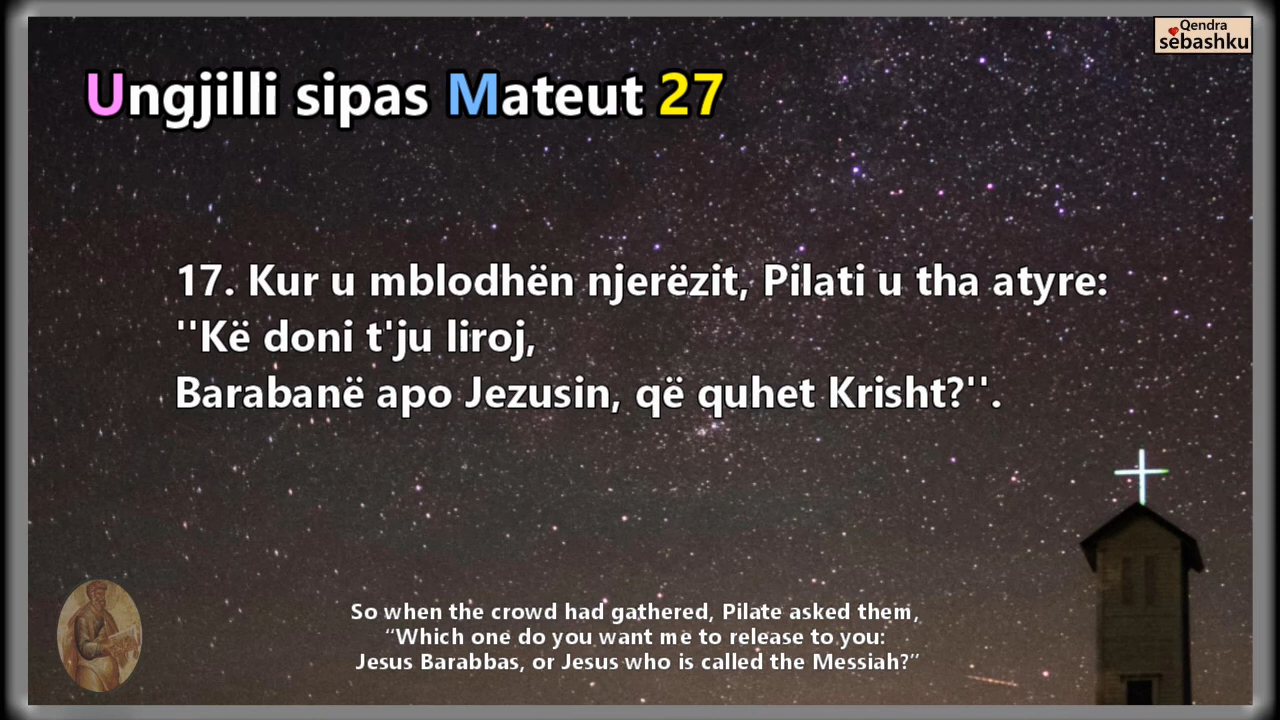 Qendra
sëbashku
Ungjilli sipas Mateut 27
17. Kur u mblodhën njerëzit, Pilati u tha atyre:
''Kë doni t'ju liroj,
Barabanë apo Jezusin, që quhet Krisht?''.
So when the crowd had gathered, Pilate asked them,
“Which one do you want me to release to you:
Jesus Barabbas, or Jesus who is called the Messiah?”